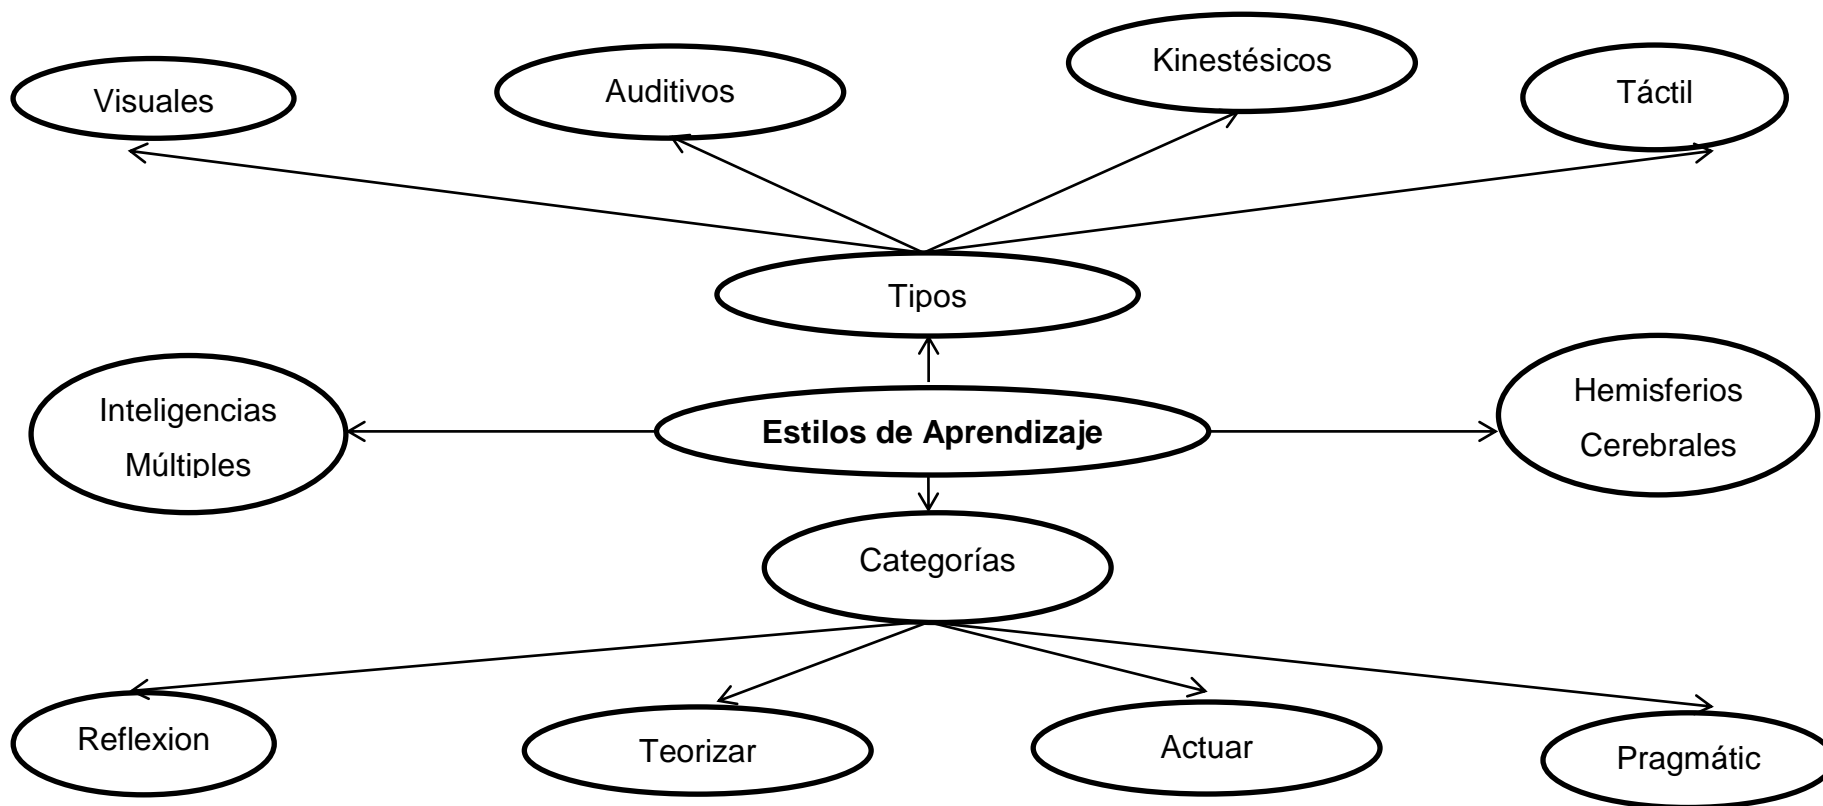 Visuales
Auditivos
Kinestésicos
Táctil
Tipos
Inteligencias
Múltiples
Estilos de Aprendizaje
Hemisferios
Cerebrales
Categorías
Reflexion
Teorizar
Actuar
Pragmátic